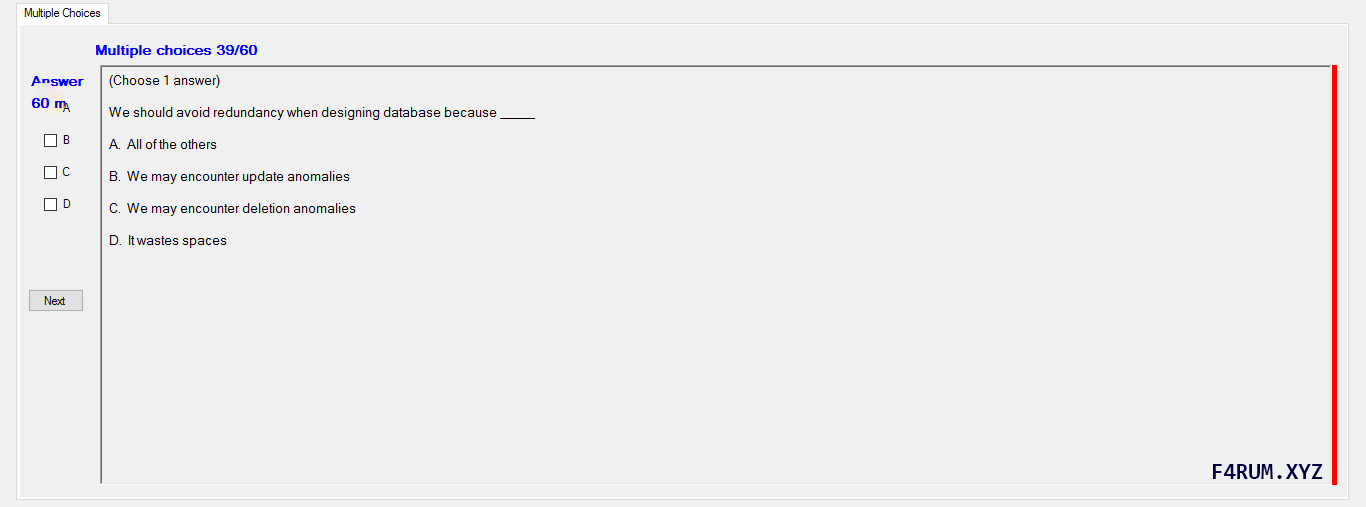 Multiple Choices
Multiple choices 39/60
Answer
60 m
A
B
C
D
Next
(Choose 1 answer)
We should avoid redundancy when designing database because _____
A. All of the others
B. We may encounter update anomalies
C. We may encounter deletion anomalies
D. It wastes spaces
F4RUM.XYZ